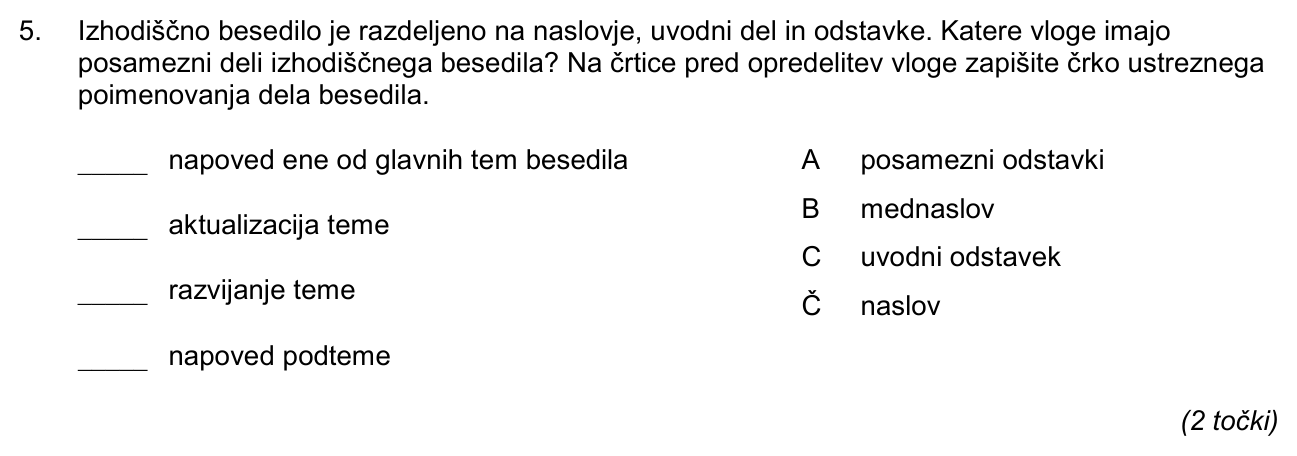 5. Izhodiščno besedilo je razdeljeno na naslovje, uvodni del in odstavke. Katere vloge imajo
posamezni deli izhodiščnega besedila? Na črtice pred opredelitev vloge zapišite črko ustreznega
poimenovanja dela besedila.
_____ napoved ene od glavnih tem besedila
_____ aktualizacija teme
_____ razvijanje teme
_____ napoved podteme
A posamezni odstavki
B mednaslov
C uvodni odstavek
Č naslov
(2 točki)